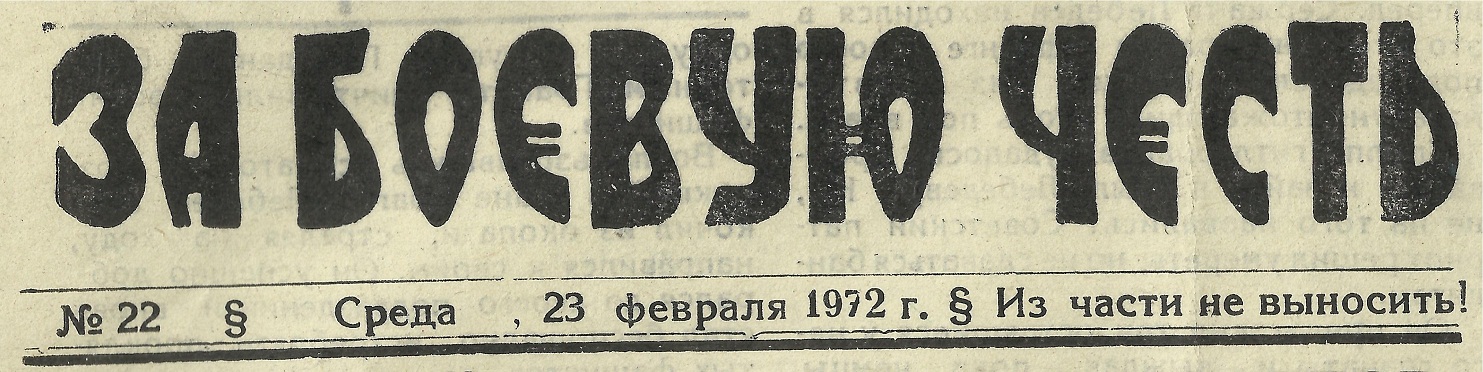 ЗА БОЕВУЮ ЧЕСТЬ
№ 22 § Среда , 23 февраля 1972 г. § Из части не выносить!